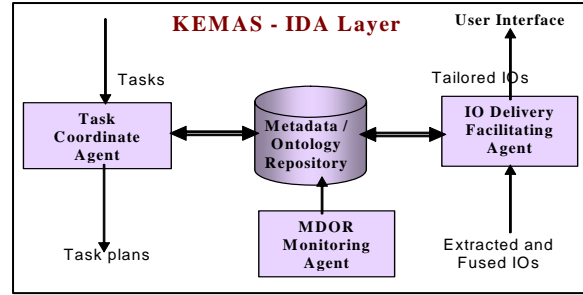 KEMAS - IDA Layer
User Interface
Tasks
Tailored IOs
Task
Coordinate
Agent
Metadata /
Ontology
Repository
IO Delivery
Facilitating
Agent
MDOR
Monitoring
Agent
Task plans
Extracted and
Fused IOs